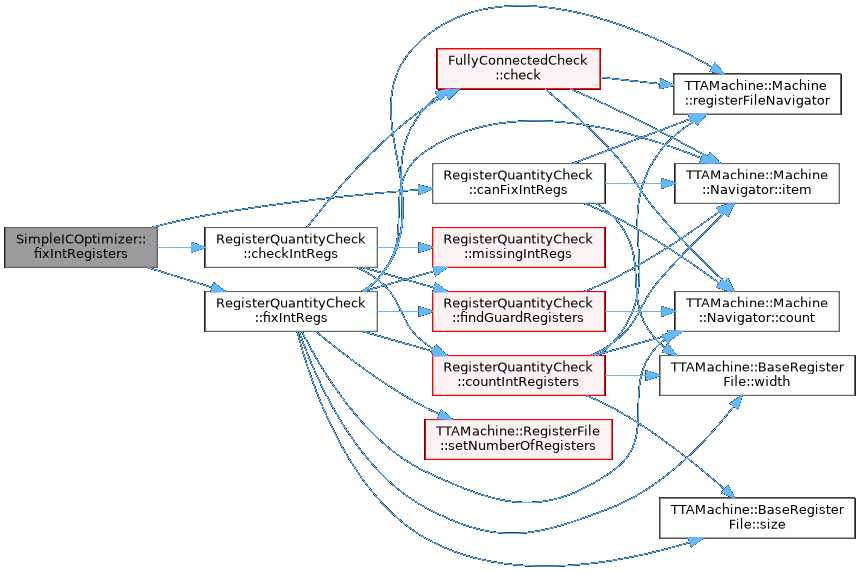 SimpleICOptimizer::
fixIntRegisters
RegisterQuantityCheck
::checkIntRegs
RegisterQuantityCheck
::fixIntRegs
FullyConnectedCheck
::check
RegisterQuantityCheck
::canFixIntRegs
RegisterQuantityCheck
::missingIntRegs
RegisterQuantityCheck
::findGuardRegisters
RegisterQuantityCheck
::countIntRegisters
TTAMachine::RegisterFile
::setNumberOfRegisters
TTAMachine::Machine
::registerFileNavigator
TTAMachine::Machine
::Navigator::item
TTAMachine::Machine
::Navigator::count
TTAMachine::BaseRegister
File::width
TTAMachine::BaseRegister
File::size